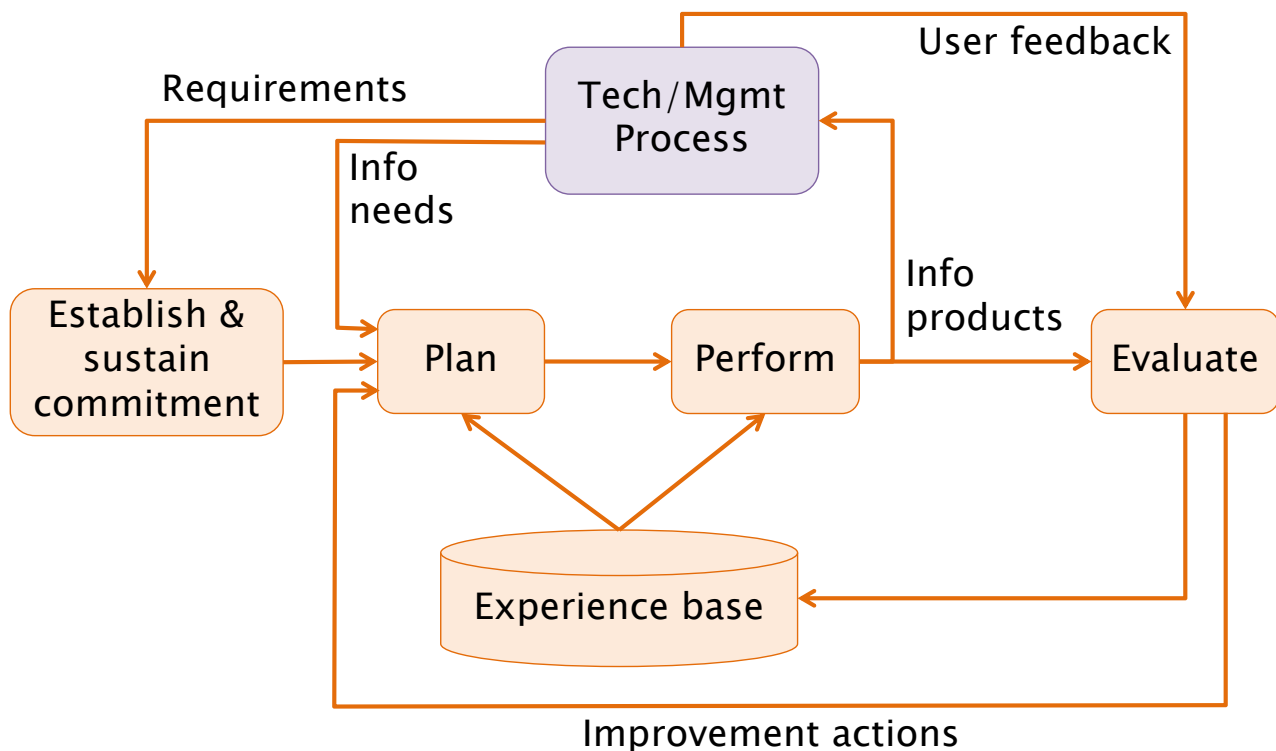 User feedback
Tech/Mgmt
Process
Requirements
Info
needs
Info
products
Establish &
sustain
commitment
Plan
Perform
Evaluate
Experience base
Improvement actions